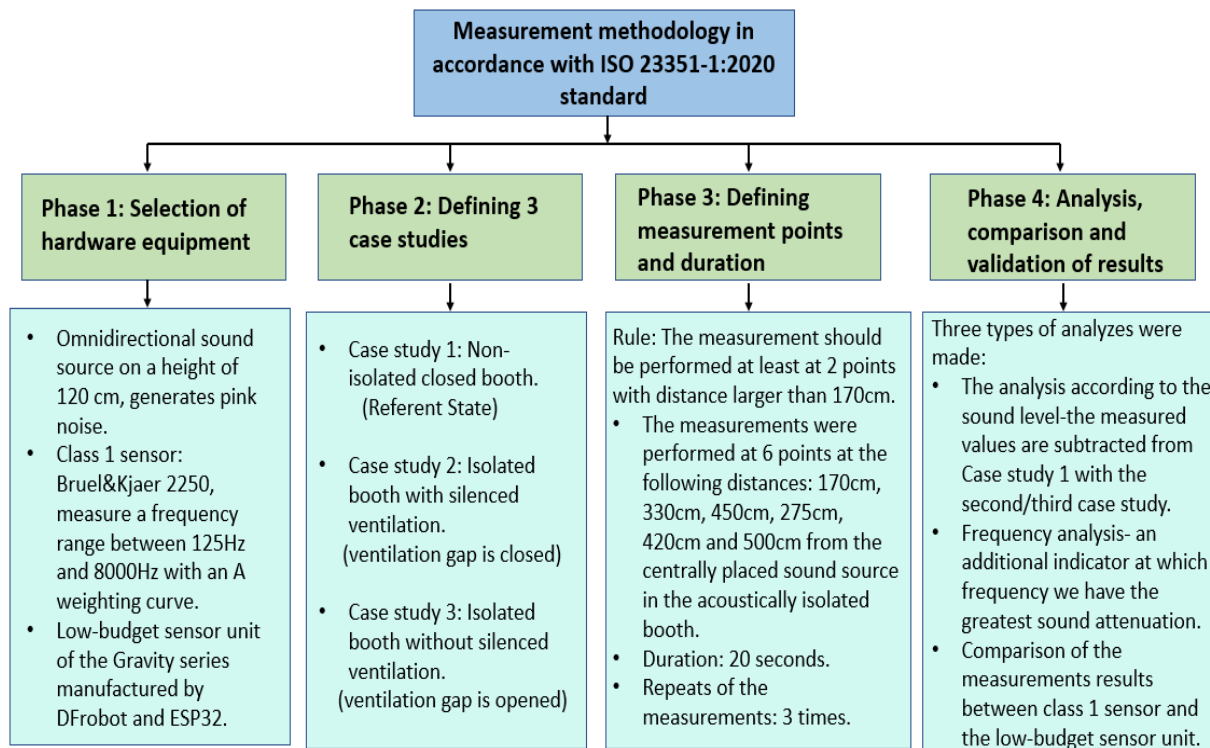 Measurement methodology in
accordance with ISO 23351-1:2020
standard
Phase 1: Selection of
hardware equipment
• Omnidirectional sound
source on a height of
120 cm, generates pink
noise.
• Class 1 sensor:
Bruel&Kjaer 2250,
measure a frequency
range between 125Hz
and 8000Hz with an A
weighting curve.
• Low-budget sensor unit
of the Gravity series
manufactured by
DFrobot and ESP32.
Phase 2: Defining 3
case studies
• Case study 1: Non-
isolated closed booth.
(Referent State)
• Case study 2: Isolated
booth with silenced
ventilation.
(ventilation gap is closed)
• Case study 3: Isolated
booth without silenced
ventilation.
(ventilation gap is opened)
Phase 3: Defining
measurement points
and duration
Rule: The measurement should
be performed at least at 2 points
with distance larger than 170cm.
• The measurements were
performed at 6 points at the
following distances: 170cm,
330cm, 450cm, 275cm,
420cm and 500cm from the
centrally placed sound source
in the acoustically isolated
booth.
• Duration: 20 seconds.
• Repeats of the
measurements: 3 times.
Phase 4: Analysis,
comparison and
validation of results
Three types of analyzes were
made:
• The analysis according to the
sound level-the measured
values are subtracted from
Case study 1 with the
second/third case study.
• Frequency analysis- an
additional indicator at which
frequency we have the
greatest sound attenuation.
• Comparison of the
measurements results
between class 1 sensor and
the low-budget sensor unit.